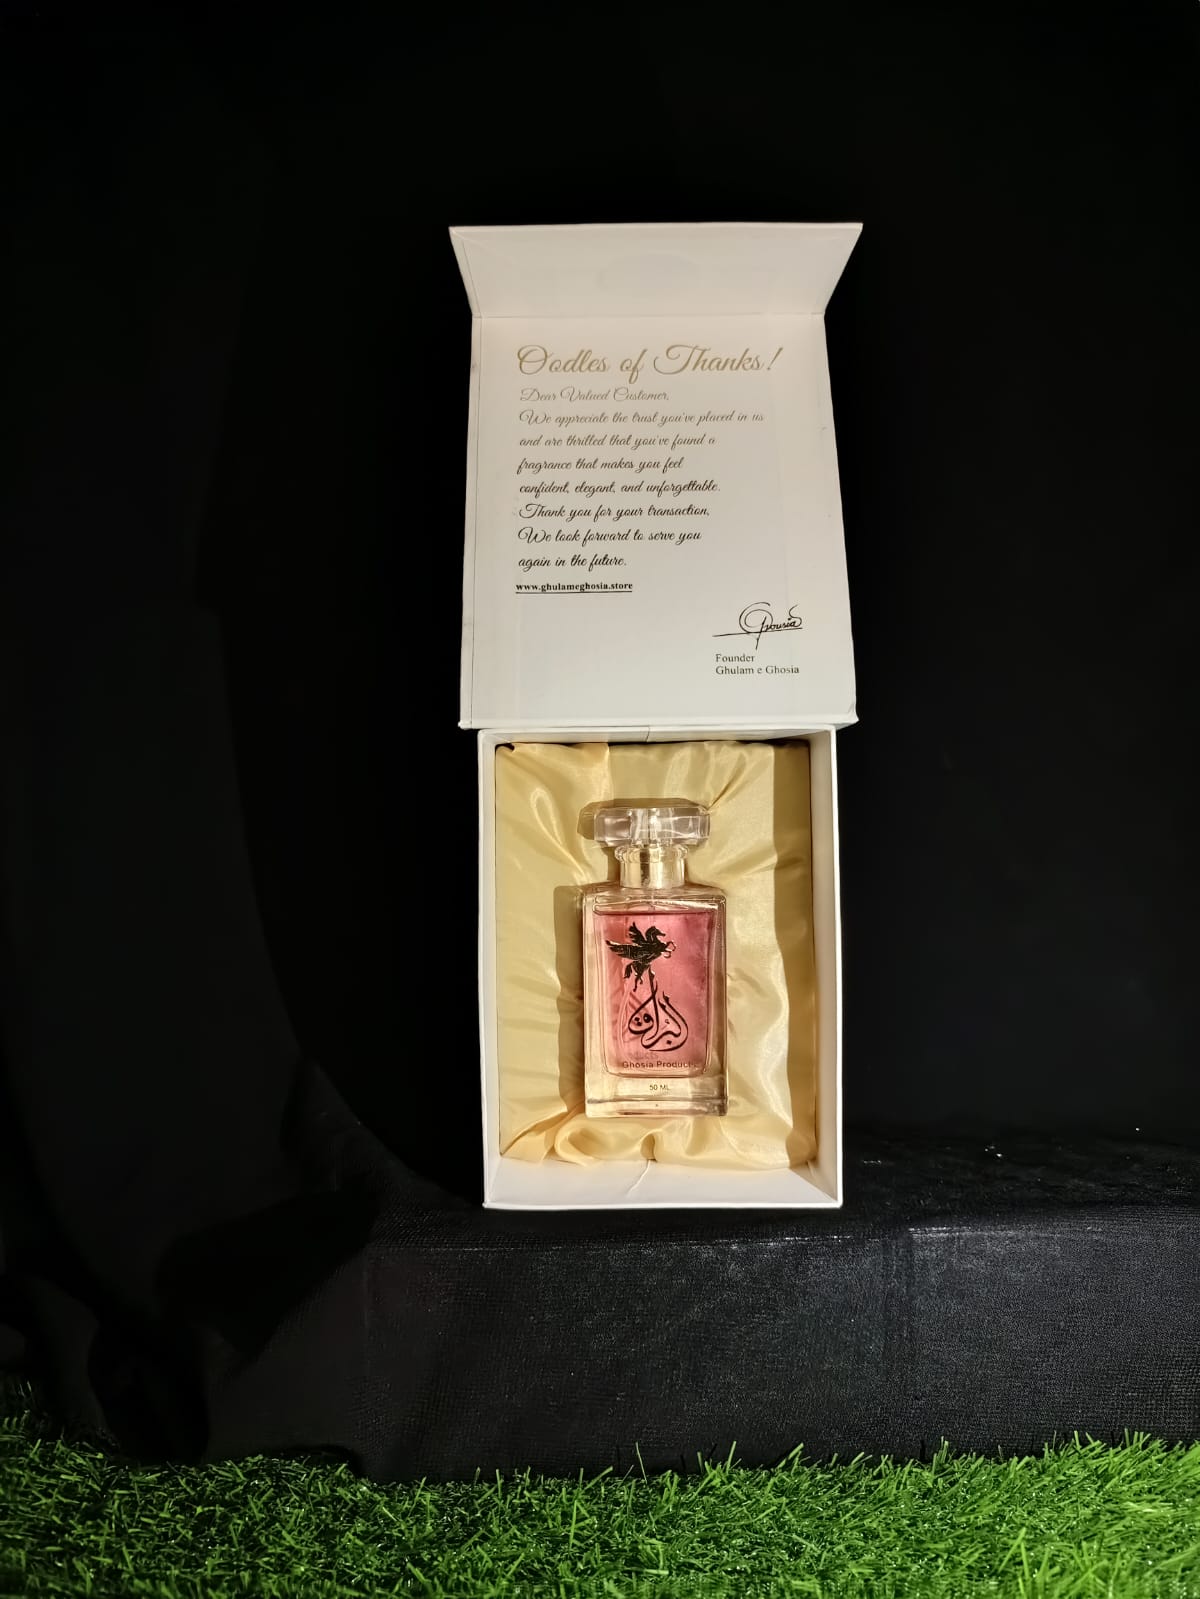 Oodles of Thanks!
Dear Valued Customer,
We appreciate the trust you've placed in us
and are thrilled that you've found a
fragrance that makes you feel
confident, elegant, and unforgettable.
Thank you for your transaction,
We look forward to serve you
again in the future.
www.ghulameghosia.store
Ghousia
Founder
Ghulam e Ghosia
البراق
Ghosia Products
50 ML